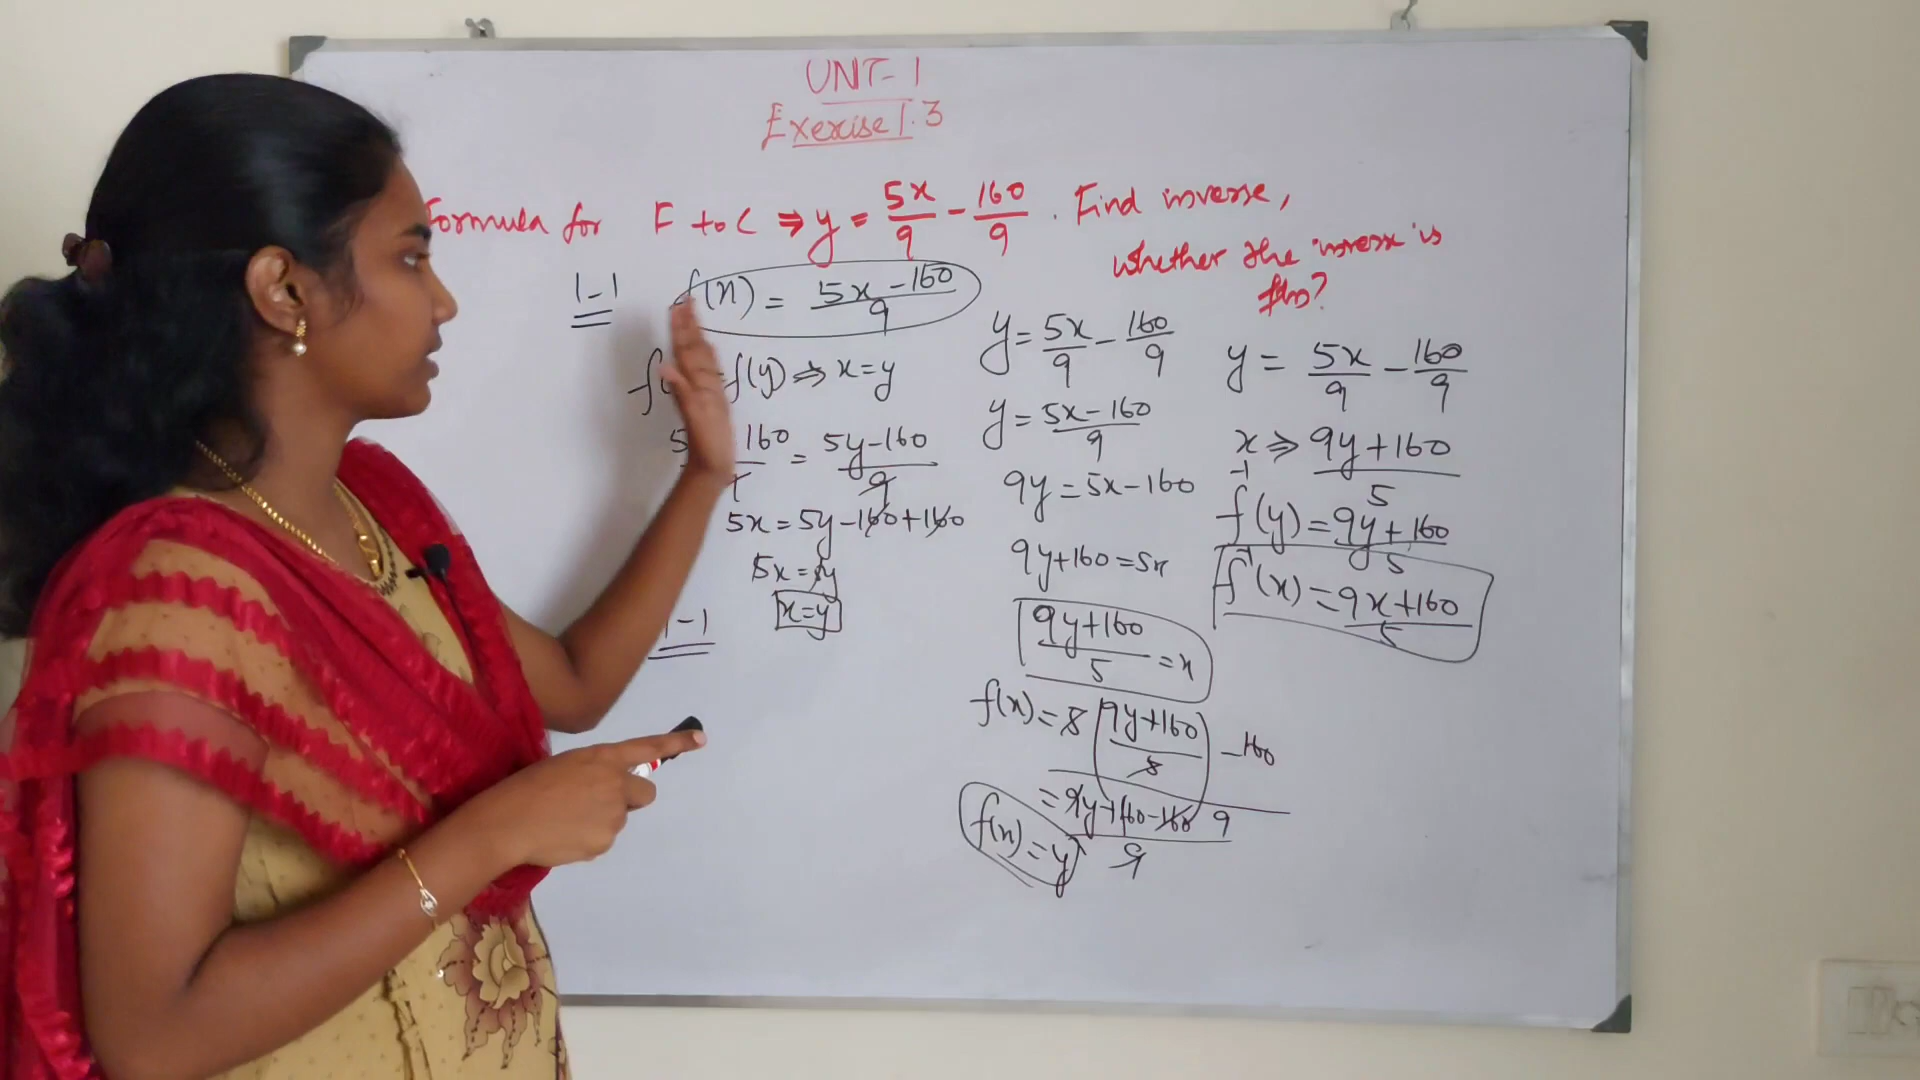 UNT-1
Exercise 1.3
Formula for F to C ⇒ y = 5x/9 - 160/9 . Find inverse,
whether the inverse is
fn?
1-1
f(x) = 5x-160/9
f(y) ⇒ x=y
160 = 5y-160/9
5x = 5y-160+160
5x = 5y
x=y
1-1
y = 5x/9 - 160/9
y = 5x-160/9
9y = 5x-160
9y+160 = 5x
9y+160/5 = x
f(x) = 5(9y+160/5) -160
9
= 9y+160-160/9
f(x) = y
y = 5x/9 - 160/9
x ⇒ 9y+160/5
f⁻¹(y) = 9y+160/5
f⁻¹(x) = 9x+160/5